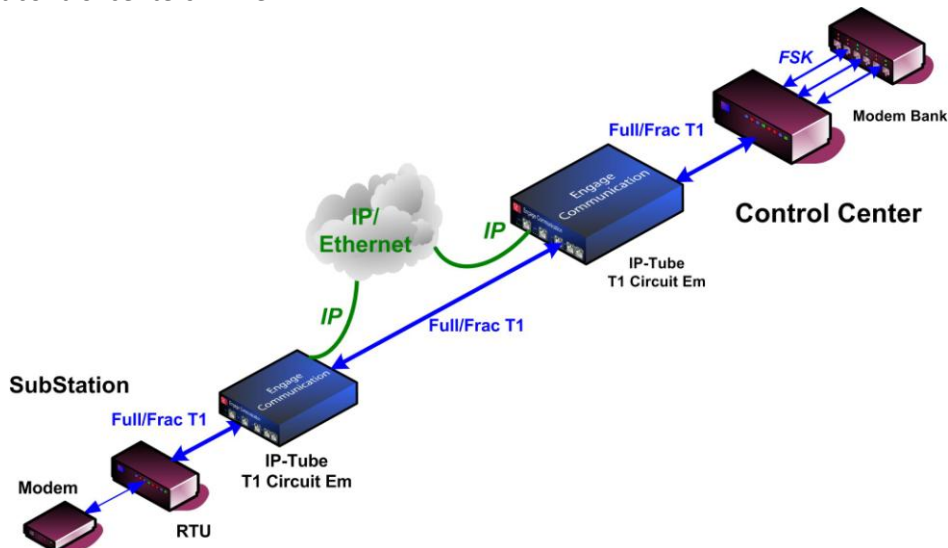 FSK
Modem Bank
Full/Frac T1
Engage
Communication
Control Center
IP/
Ethernet
IP
IP-Tube
T1 Circuit Em
IP
Full/Frac T1
SubStation
Engage
Communication
Full/Frac T1
IP-Tube
T1 Circuit Em
Modem
RTU